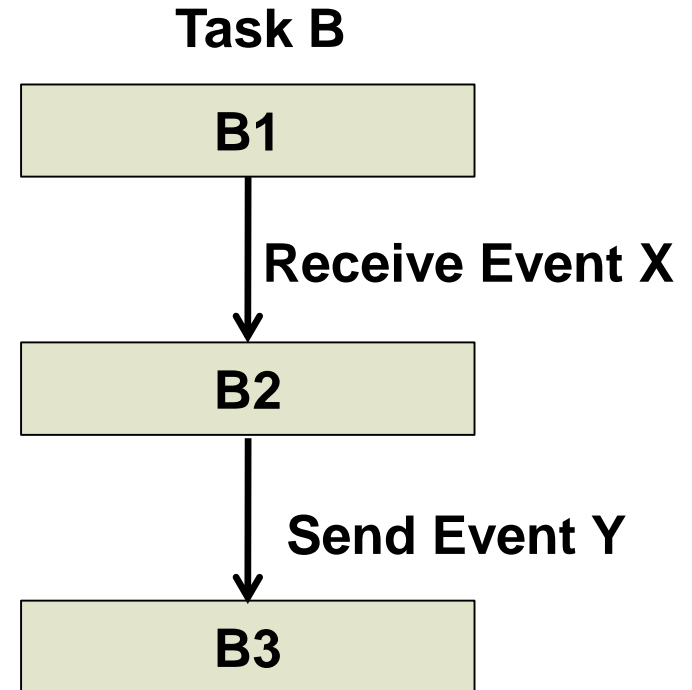 Task B
B1
Receive Event X
B2
Send Event Y
B3